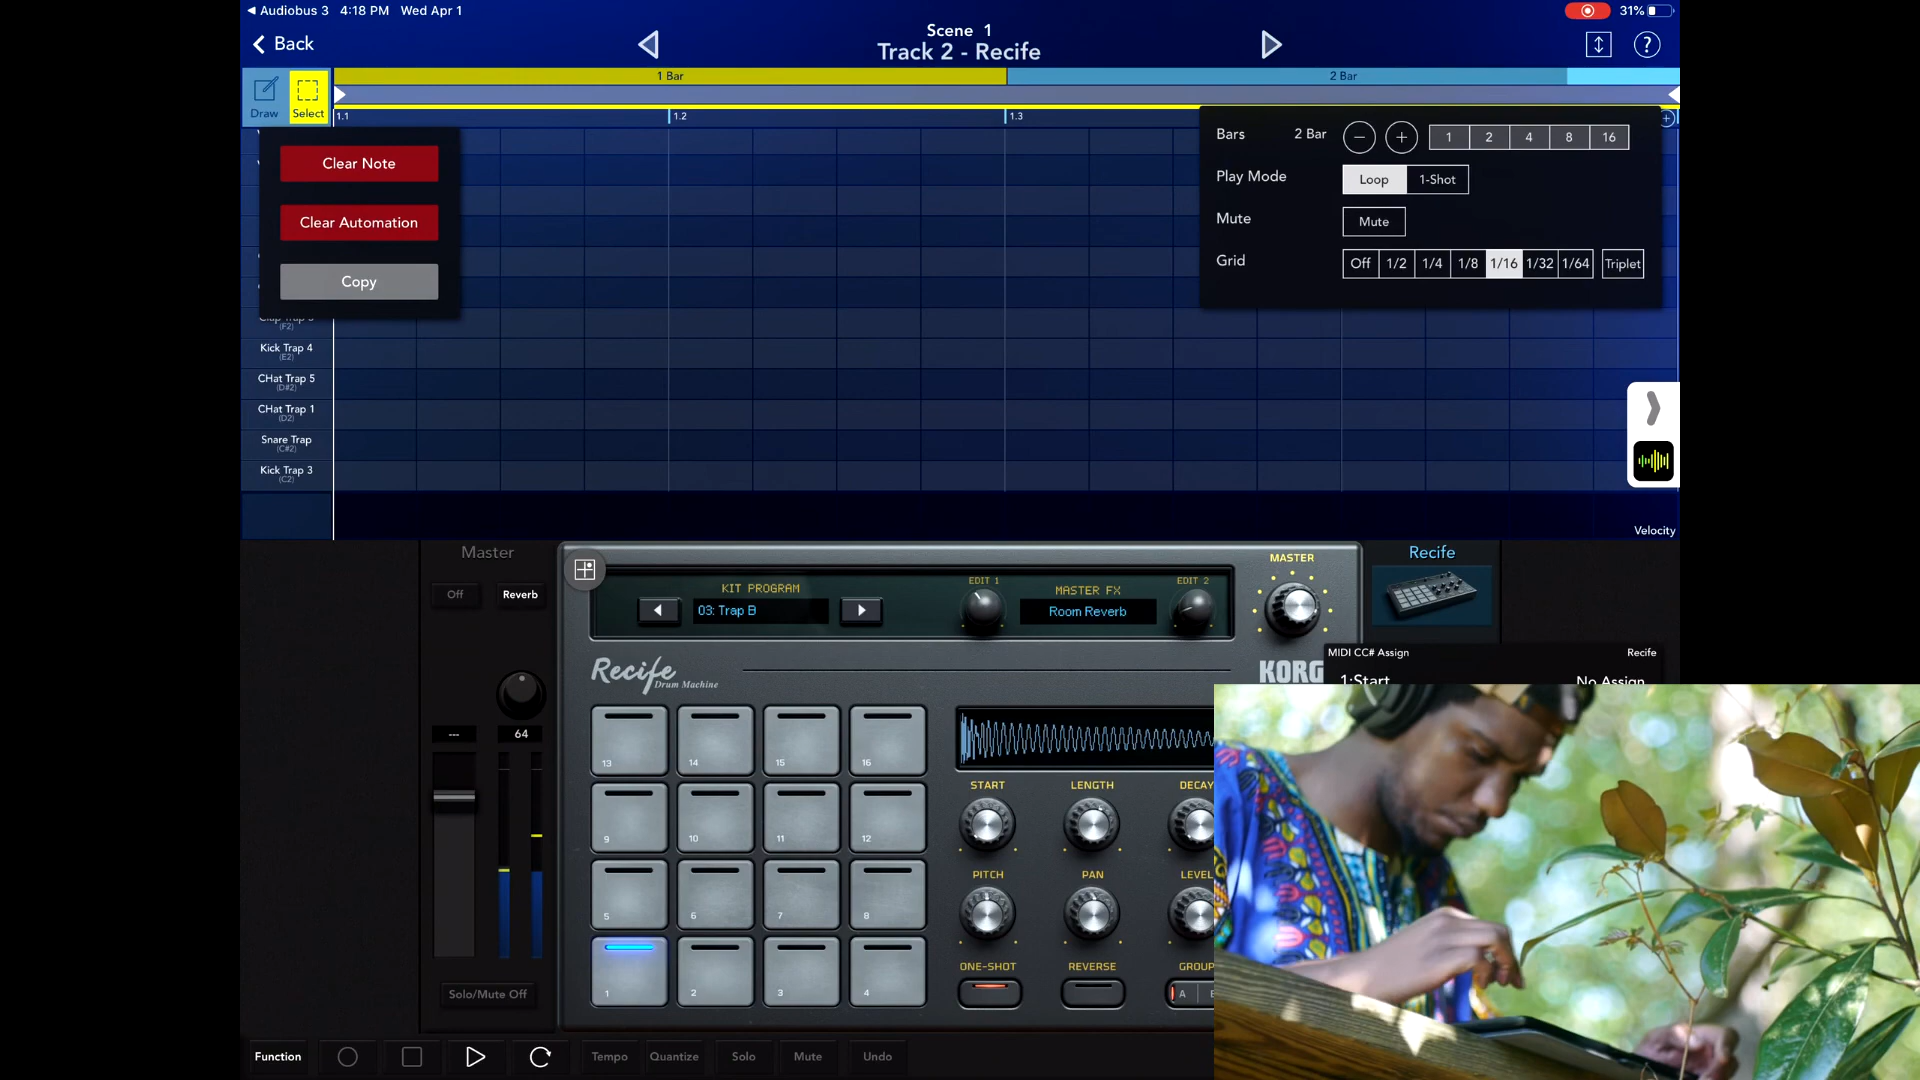 Audiobus 3 4:18 PM Wed Apr 1
31%
Back
Scene 1
Track 2 - Recife
?
Draw
Select
1 Bar
2 Bar
1.1
1.2
1.3
Clear Note
Clear Automation
Copy
Bars 2 Bar − + 1 2 4 8 16
Play Mode Loop 1-Shot
Mute Mute
Grid Off 1/2 1/4 1/8 1/16 1/32 1/64 Triplet
(F2)
Kick Trap 4
(E2)
CHat Trap 5
(D#2)
CHat Trap 1
(D2)
Snare Trap
(C#2)
Kick Trap 3
(C2)
Velocity
Master
Off
Reverb
---
64
Solo/Mute Off
KIT PROGRAM
03: Trap B
EDIT 1
MASTER FX
Room Reverb
EDIT 2
MASTER
Recife
Drum Machine
KORG
Recife
MIDI CC# Assign Recife
1:Start No Assign
13 14 15 16
9 10 11 12
5 6 7 8
1 2 3 4
START LENGTH DECAY
PITCH PAN LEVEL
ONE-SHOT REVERSE GROUP
A
Function Tempo Quantize Solo Mute Undo